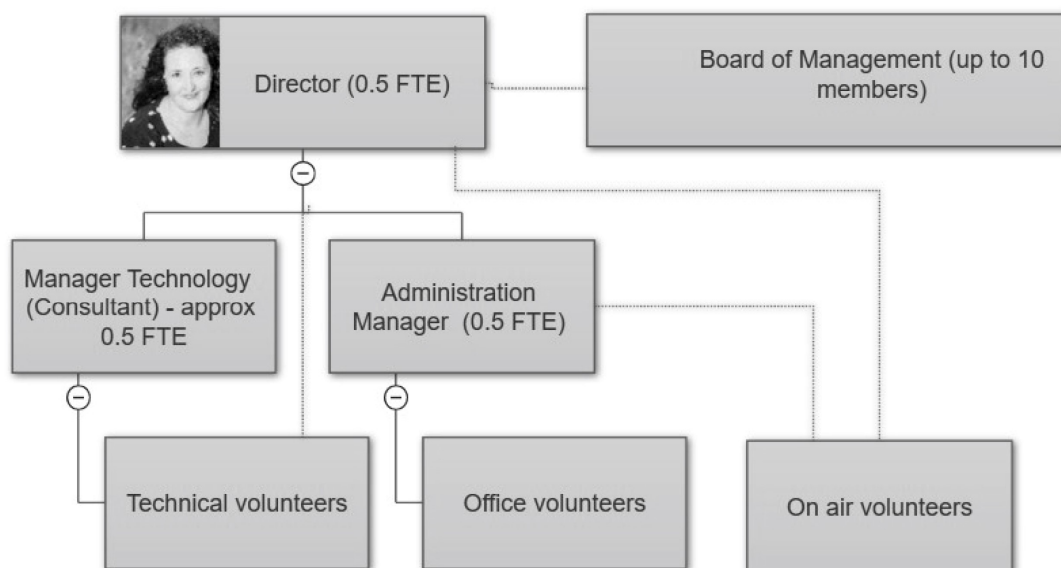 Director (0.5 FTE)
Board of Management (up to 10
members)
Manager Technology
(Consultant) - approx
0.5 FTE
Administration
Manager (0.5 FTE)
Technical volunteers
Office volunteers
On air volunteers